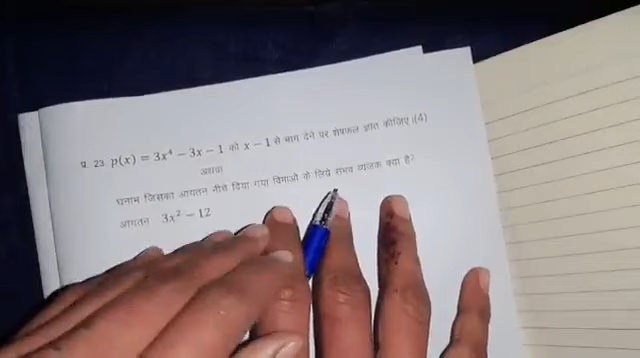 प्र. 23 p(x) = 3x⁴ − 3x − 1 को x − 1 से भाग देने पर शेषफल ज्ञात कीजिए।(4)
अथवा
घनाभ जिसका आयतन नीचे दिया गया विमाओं के लिये संभव व्यंजक क्या है?
आयतन 3x² − 12